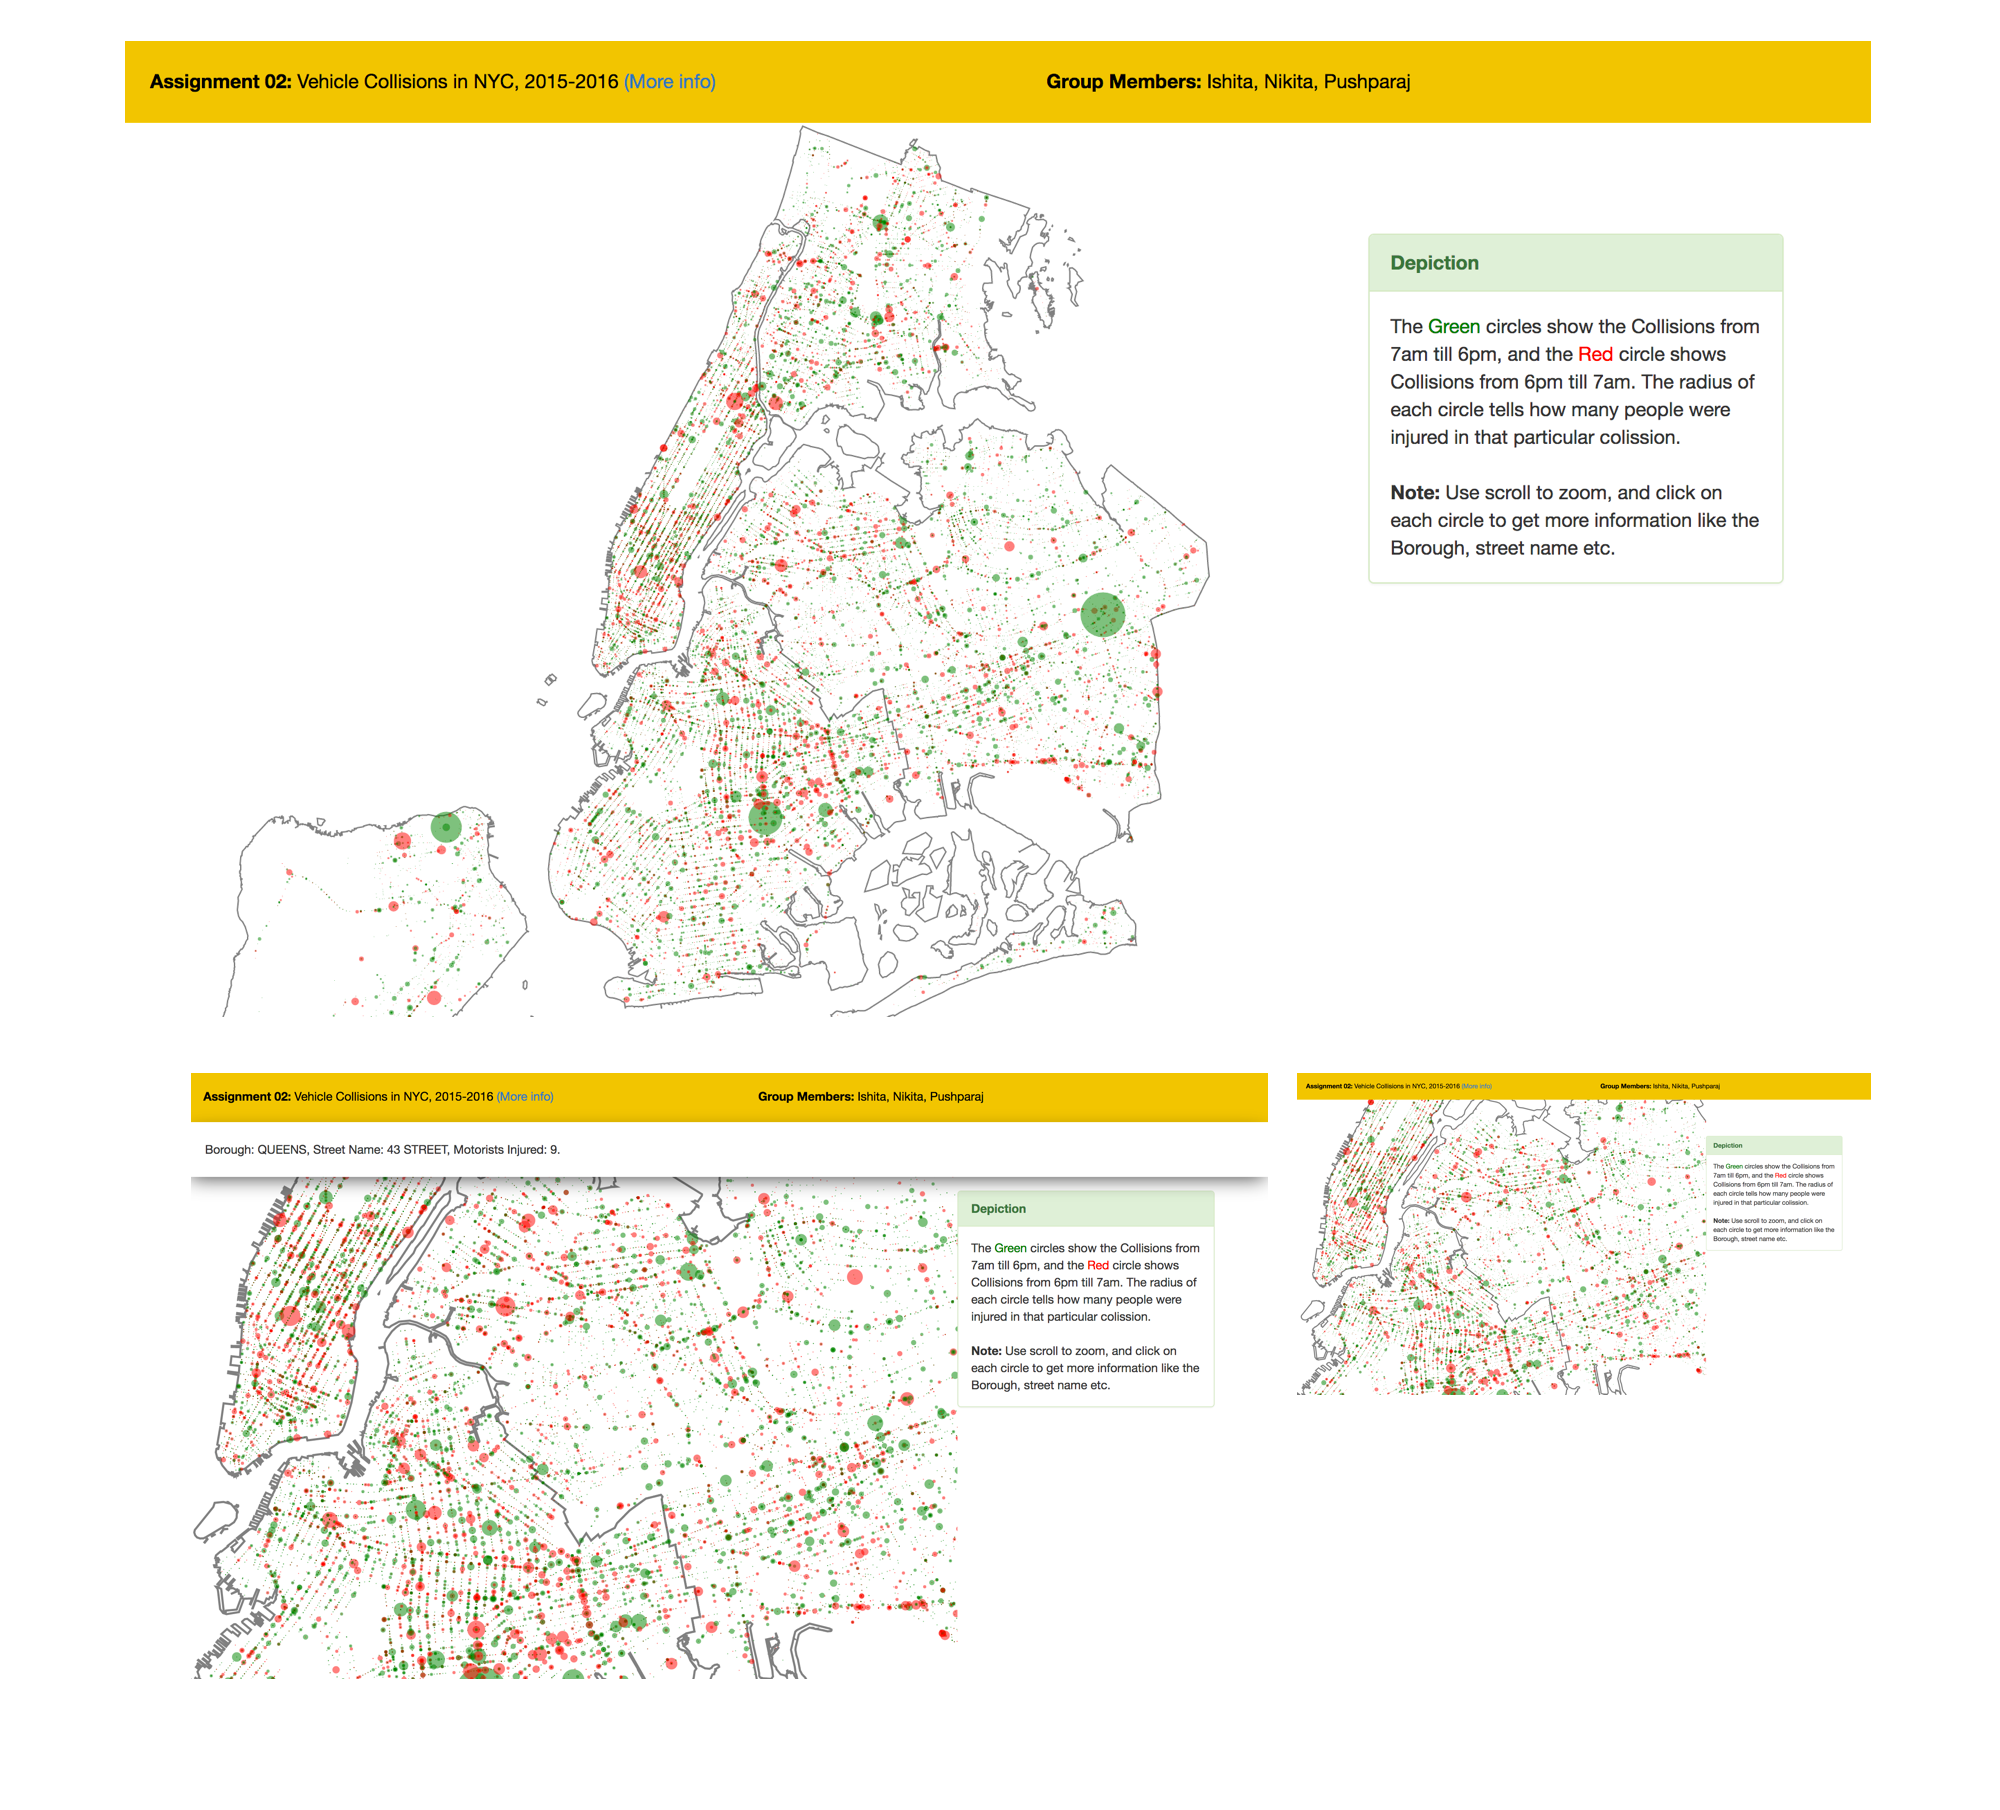 Assignment 02: Vehicle Collisions in NYC, 2015-2016 (More info)
Group Members: Ishita, Nikita, Pushparaj
Depiction
The Green circles show the Collisions from
7am till 6pm, and the Red circle shows
Collisions from 6pm till 7am. The radius of
each circle tells how many people were
injured in that particular colission.
Note: Use scroll to zoom, and click on
each circle to get more information like the
Borough, street name etc.
Assignment 02: Vehicle Collisions in NYC, 2015-2016 (More info)
Group Members: Ishita, Nikita, Pushparaj
Borough: QUEENS, Street Name: 43 STREET, Motorists Injured: 9.
Depiction
The Green circles show the Collisions from
7am till 6pm, and the Red circle shows
Collisions from 6pm till 7am. The radius of
each circle tells how many people were
injured in that particular colission.
Note: Use scroll to zoom, and click on
each circle to get more information like the
Borough, street name etc.
Assignment 02: Vehicle Collisions in NYC, 2015-2016 (More info)
Group Members: Ishita, Nikita, Pushparaj
Depiction
The Green circles show the Collisions from
7am till 6pm, and the Red circle shows
Collisions from 6pm till 7am. The radius of
each circle tells how many people were
injured in that particular colission.
Note: Use scroll to zoom, and click on
each circle to get more information like the
Borough, street name etc.